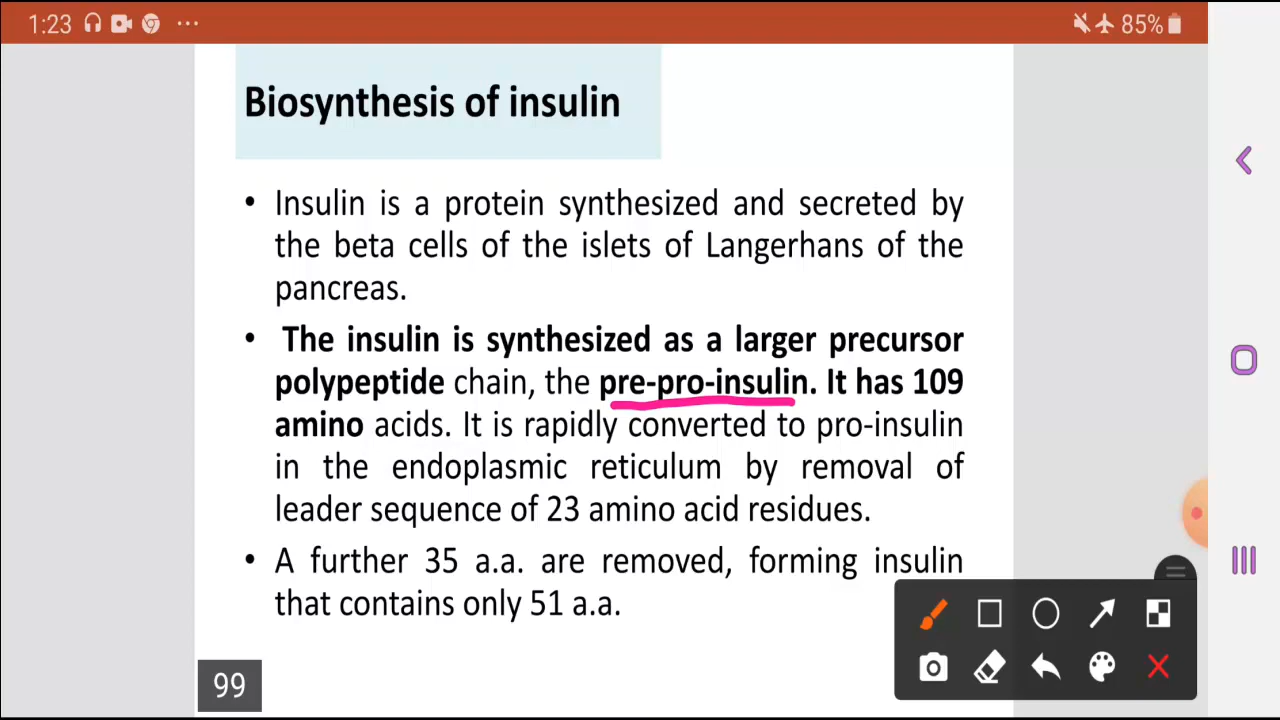 1:23 ... 85%
Biosynthesis of insulin
• Insulin is a protein synthesized and secreted by
the beta cells of the islets of Langerhans of the
pancreas.
• The insulin is synthesized as a larger precursor
polypeptide chain, the pre-pro-insulin. It has 109
amino acids. It is rapidly converted to pro-insulin
in the endoplasmic reticulum by removal of
leader sequence of 23 amino acid residues.
• A further 35 a.a. are removed, forming insulin
that contains only 51 a.a.
99